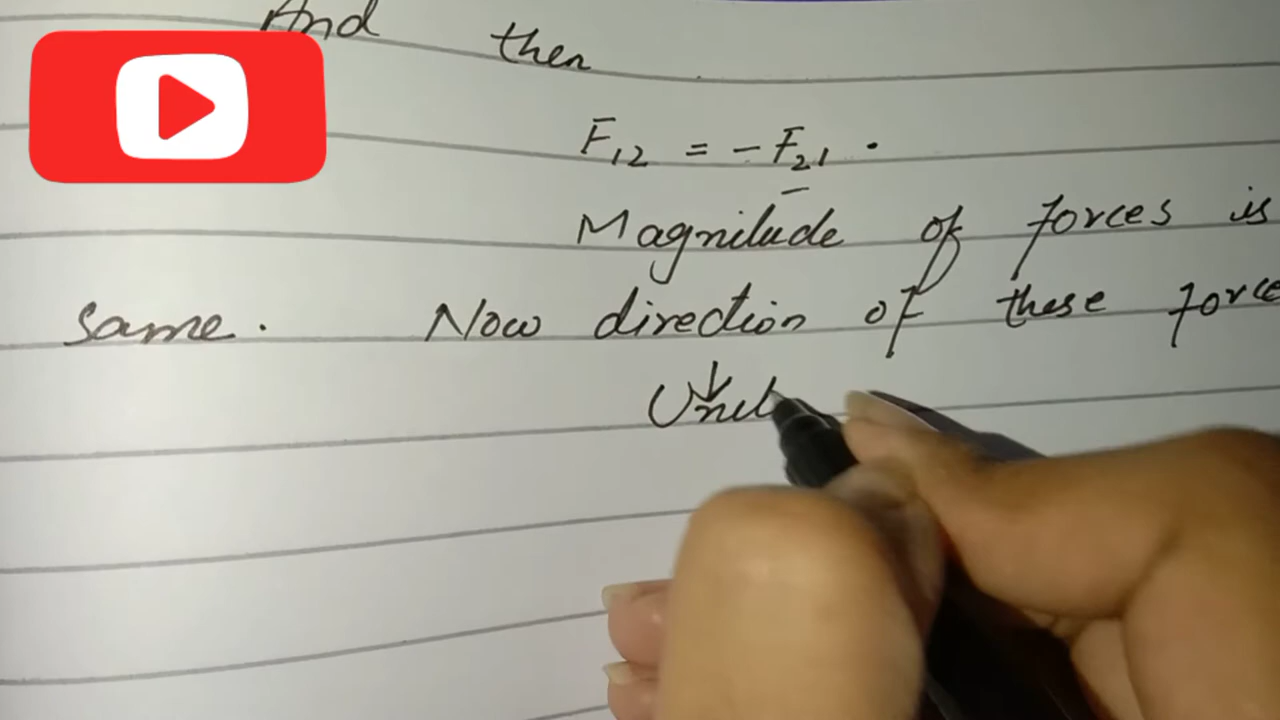 And then
F12 = -F21.
Magnitude of forces is
same. Now direction of these force
Unit